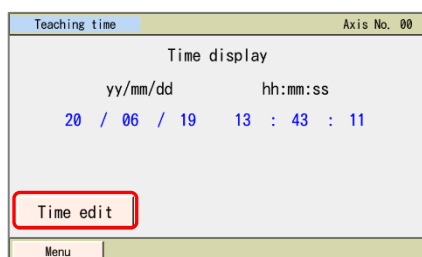 Teaching time Axis No. 00
Time display
yy/mm/dd hh:mm:ss
20 / 06 / 19 13 : 43 : 11
Time edit
Menu